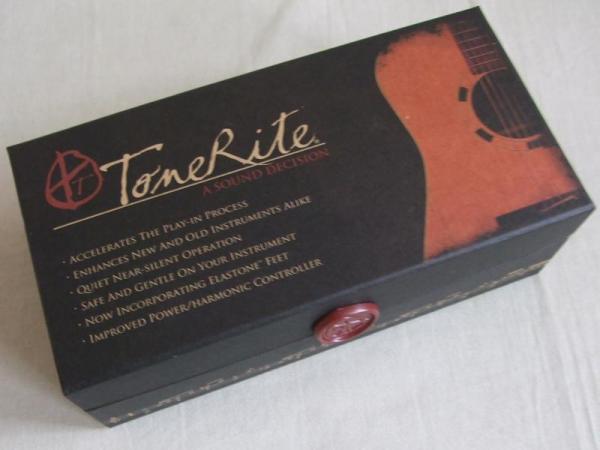 ToneRite®
A SOUND DECISION
· ACCELERATES THE PLAY-IN PROCESS
· ENHANCES NEW AND OLD INSTRUMENTS ALIKE
· QUIET NEAR-SILENT OPERATION
· SAFE AND GENTLE ON YOUR INSTRUMENT
· NOW INCORPORATING ELASTONE™ FEET
· IMPROVED POWER/HARMONIC CONTROLLER